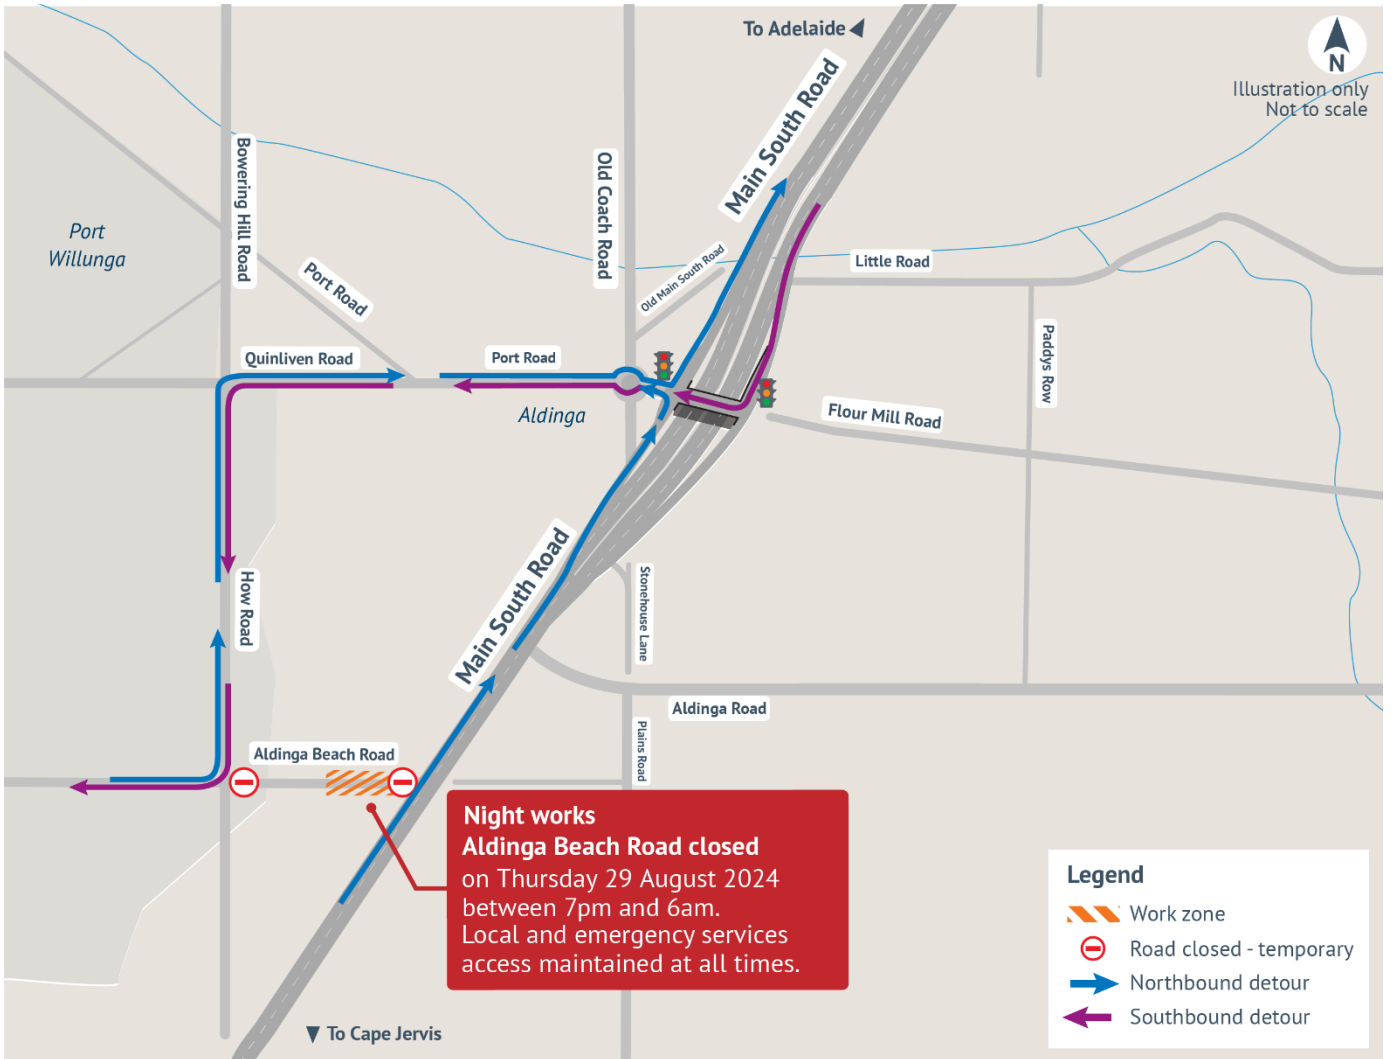 To Adelaide
N
Illustration only
Not to scale
Main South Road
Bowering Hill Road
Old Coach Road
Port
Willunga
Little Road
Old Main South Road
Port Road
Paddys Row
Quinliven Road
Port Road
Aldinga
Flour Mill Road
Main South Road
How Road
Stonehouse Lane
Aldinga Road
Plains Road
Aldinga Beach Road
Night works
Aldinga Beach Road closed
on Thursday 29 August 2024
between 7pm and 6am.
Local and emergency services
access maintained at all times.
Legend
Work zone
Road closed - temporary
Northbound detour
Southbound detour
To Cape Jervis